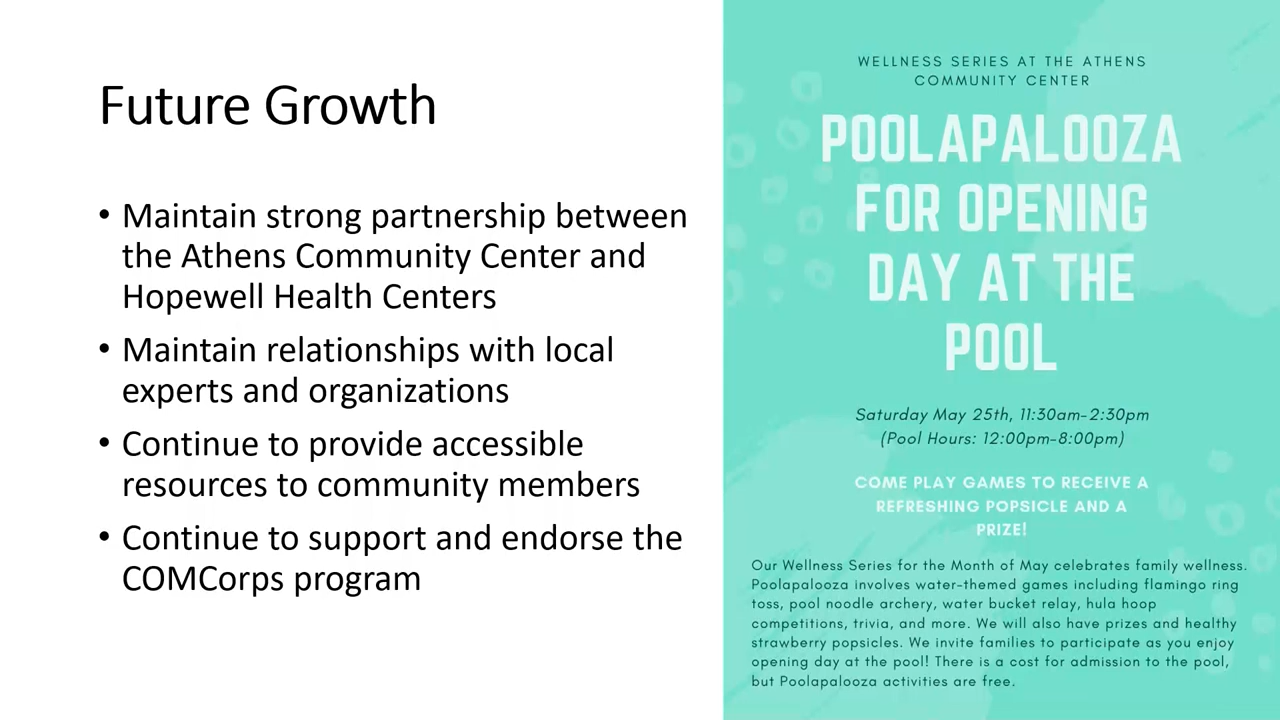 Future Growth
• Maintain strong partnership between
the Athens Community Center and
Hopewell Health Centers
• Maintain relationships with local
experts and organizations
• Continue to provide accessible
resources to community members
• Continue to support and endorse the
COMCorps program
WELLNESS SERIES AT THE ATHENS
COMMUNITY CENTER
POOLAPALOOZA
FOR OPENING
DAY AT THE
POOL
Saturday May 25th, 11:30am-2:30pm
(Pool Hours: 12:00pm-8:00pm)
COME PLAY GAMES TO RECEIVE A
REFRESHING POPSICLE AND A
PRIZE!
Our Wellness Series for the Month of May celebrates family wellness.
Poolapalooza involves water-themed games including flamingo ring
toss, pool noodle archery, water bucket relay, hula hoop
competitions, trivia, and more. We will also have prizes and healthy
strawberry popsicles. We invite families to participate as you enjoy
opening day at the pool! There is a cost for admission to the pool,
but Poolapalooza activities are free.